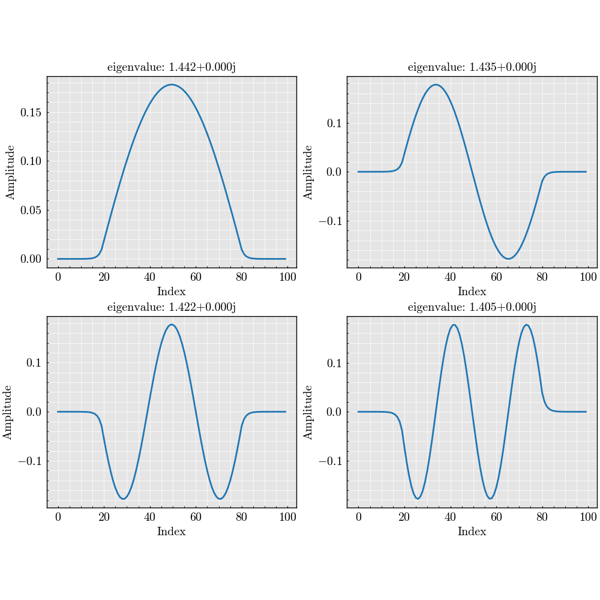 eigenvalue: 1.442+0.000j
Amplitude
0.15
0.10
0.05
0.00
0 20 40 60 80 100
Index
eigenvalue: 1.435+0.000j
Amplitude
0.1
0.0
−0.1
0 20 40 60 80 100
Index
eigenvalue: 1.422+0.000j
Amplitude
0.1
0.0
−0.1
0 20 40 60 80 100
Index
eigenvalue: 1.405+0.000j
Amplitude
0.1
0.0
−0.1
0 20 40 60 80 100
Index